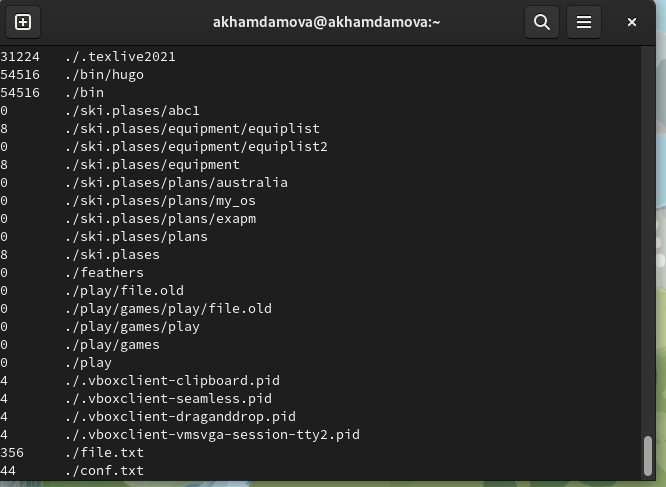 akhamdamova@akhamdamova:~
31224 ./.texlive2021
54516 ./bin/hugo
54516 ./bin
0 ./ski.plases/abc1
8 ./ski.plases/equipment/equiplist
0 ./ski.plases/equipment/equiplist2
8 ./ski.plases/equipment
0 ./ski.plases/plans/australia
0 ./ski.plases/plans/my_os
0 ./ski.plases/plans/exapm
0 ./ski.plases/plans
8 ./ski.plases
0 ./feathers
0 ./play/file.old
0 ./play/games/play/file.old
0 ./play/games/play
0 ./play/games
0 ./play
4 ./.vboxclient-clipboard.pid
4 ./.vboxclient-seamless.pid
4 ./.vboxclient-draganddrop.pid
4 ./.vboxclient-vmsvga-session-tty2.pid
356 ./file.txt
44 ./conf.txt